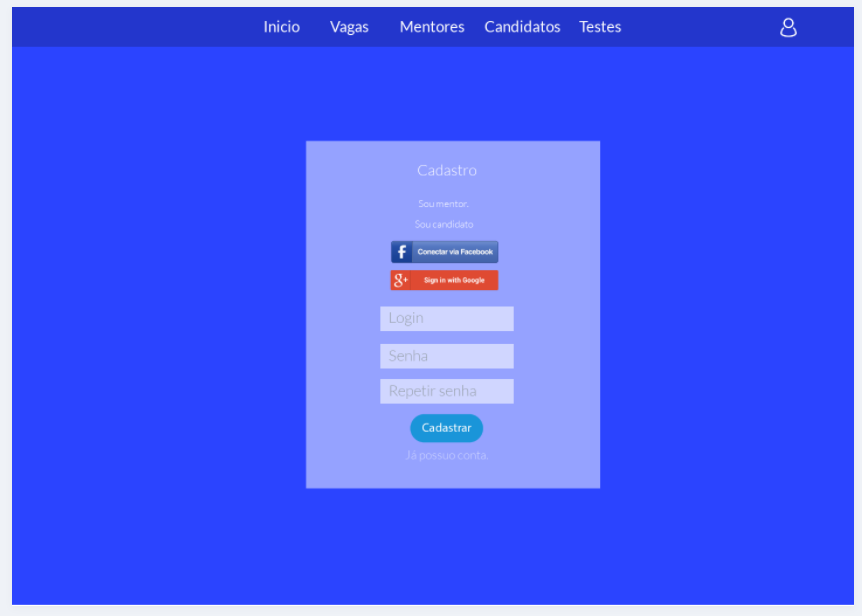 Inicio Vagas Mentores Candidatos Testes
Cadastro
Sou mentor.
Sou candidato
f Conectar via Facebook
g+ Sign in with Google
Login
Senha
Repetir senha
Cadastrar
Já possuo conta.